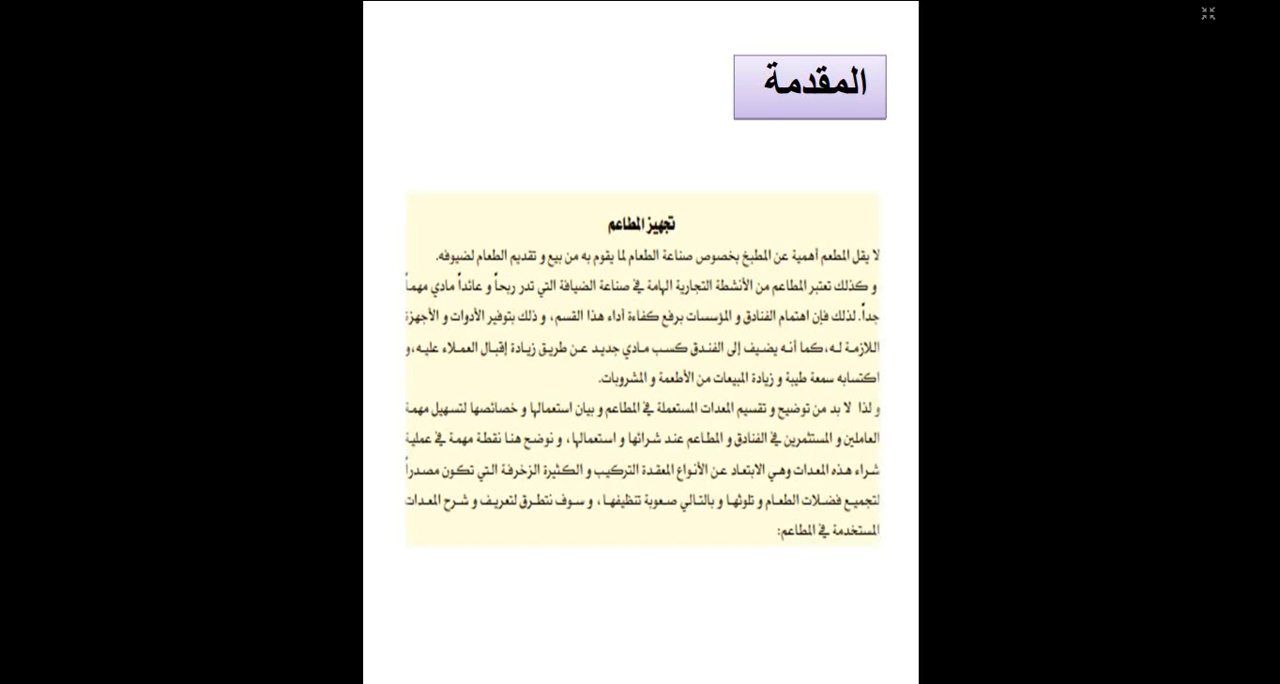 المقدمة
تجهيز المطاعم
لا يقل المطعم أهمية عن المطبخ بخصوص صناعة الطعام لما يقوم به من بيع و تقديم الطعام لضيوفه.
و كذلك تعتبر المطاعم من الأنشطة التجارية الهامة في صناعة الضيافة التي تدر ربحاً و عائداً مادي مهماً
جداً. لذلك فإن اهتمام الفنادق و المؤسسات برفع كفاءة أداء هذا القسم، و ذلك بتوفير الأدوات و الأجهزة
اللازمة له،كما أنه يضيف إلى الفندق كسب مادي جديد عن طريق زيادة إقبال العملاء عليه،و
اكتسابه سمعة طيبة و زيادة المبيعات من الأطعمة و المشروبات.
و لذا لا بد من توضيح و تقسيم المعدات المستعملة في المطاعم و بيان استعمالها و خصائصها لتسهيل مهمة
العاملين و المستثمرين في الفنادق و المطاعم عند شرائها و استعمالها، و نوضح هنا نقطة مهمة في عملية
شراء هذه المعدات وهي الابتعاد عن الأنواع المعقدة التركيب و الكثيرة الزخرفة التي تكون مصدراً
لتجميع فضلات الطعام و تلوثها و بالتالي صعوبة تنظيفها، و سوف نتطرق لتعريف و شرح المعدات
المستخدمة في المطاعم: